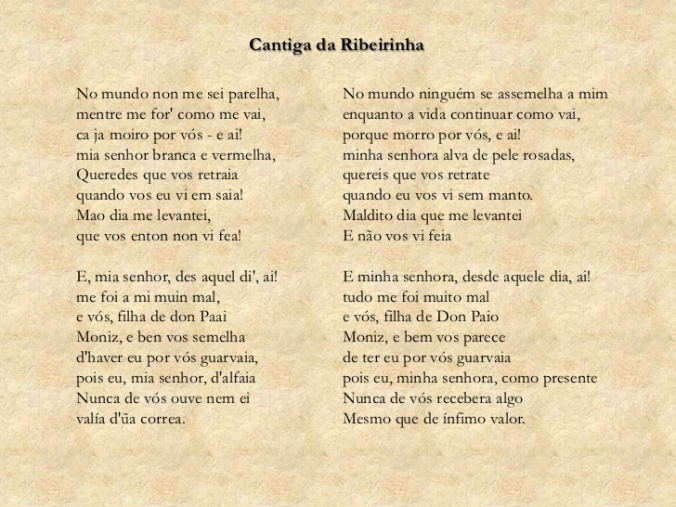 Cantiga da Ribeirinha
No mundo non me sei parelha,
mentre me for' como me vai,
ca ja moiro por vós - e ai!
mia senhor branca e vermelha,
Queredes que vos retraia
quando vos eu vi em saia!
Mao dia me levantei,
que vos enton non vi fea!
E, mia senhor, des aquel di', ai!
me foi a mi muin mal,
e vós, filha de don Paai
Moniz, e ben vos semelha
d'haver eu por vós guarvaia,
pois eu, mia senhor, d'alfaia
Nunca de vós ouve nem ei
valía d'ũa correa.
No mundo ninguém se assemelha a mim
enquanto a vida continuar como vai,
porque morro por vós, e ai!
minha senhora alva de pele rosadas,
quereis que vos retrate
quando eu vos vi sem manto.
Maldito dia que me levantei
E não vos vi feia
E minha senhora, desde aquele dia, ai!
tudo me foi muito mal
e vós, filha de Don Paio
Moniz, e bem vos parece
de ter eu por vós guarvaia
pois eu, minha senhora, como presente
Nunca de vós recebera algo
Mesmo que de ínfimo valor.